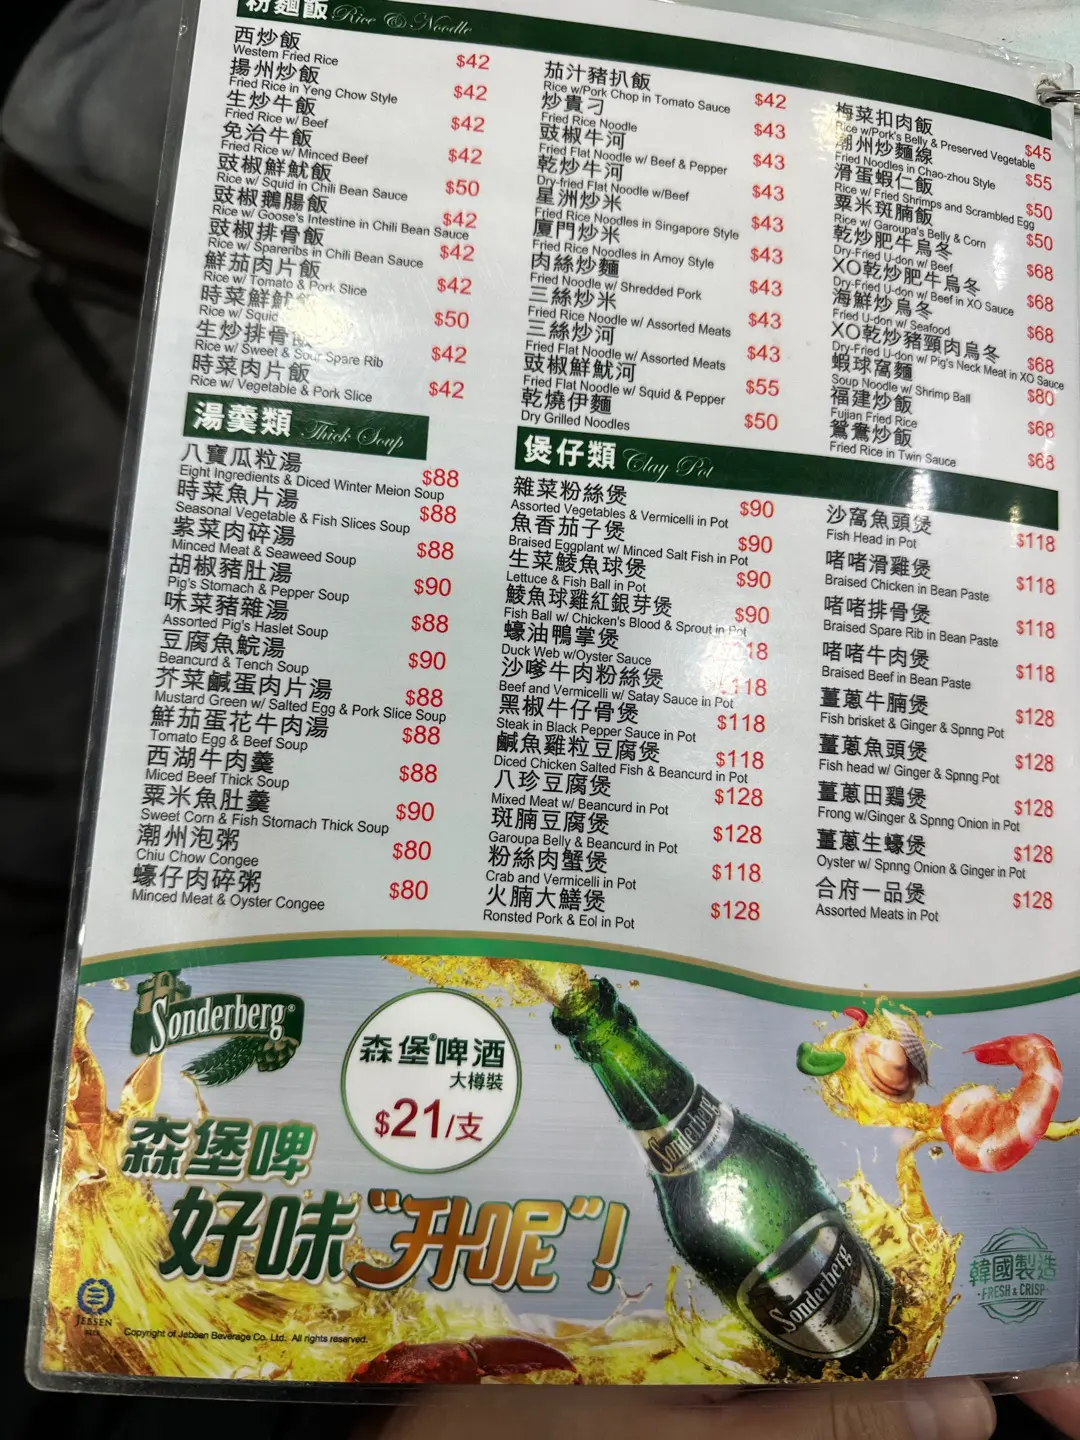 粉麵飯 Rice & Noodle
西炒飯 $42
Western Fried Rice
揚州炒飯 $42
Fried Rice in Yeng Chow Style
生炒牛飯 $42
Fried Rice w/ Beef
免治牛飯 $42
Fried Rice w/ Minced Beef
豉椒鮮魷飯 $50
Rice w/ Squid in Chili Bean Sauce
豉椒鵝腸飯 $42
Rice w/ Goose's Intestine in Chili Bean Sauce
豉椒排骨飯 $42
Rice w/ Spareribs in Chili Bean Sauce
鮮茄肉片飯 $42
Rice w/ Tomato & Pork Slice
時菜鮮魷 $50
Rice w/ Squid
生炒排骨飯 $42
Rice w/ Sweet & Sour Spare Rib
時菜肉片飯 $42
Rice w/ Vegetable & Pork Slice
茄汁豬扒飯 $42
Rice w/Pork Chop in Tomato Sauce
炒貴刁 $43
Fried Rice Noodle
豉椒牛河 $43
Fried Flat Noodle w/ Beef & Pepper
乾炒牛河 $43
Dry-fried Flat Noodle w/Beef
星洲炒米 $43
Fried Rice Noodles in Singapore Style
廈門炒米 $43
Fried Rice Noodles in Amoy Style
肉絲炒麵 $43
Fried Noodle w/ Shredded Pork
三絲炒米 $43
Fried Rice Noodle w/ Assorted Meats
三絲炒河 $43
Fried Flat Noodle w/ Assorted Meats
豉椒鮮魷河 $55
Fried Flat Noodle w/ Squid & Pepper
乾燒伊麵 $50
Dry Grilled Noodles
梅菜扣肉飯 $45
Rice w/Pork's Belly & Preserved Vegetable
潮州炒麵線 $55
Fried Noodles in Chao-zhou Style
滑蛋蝦仁飯 $50
Rice w/ Fried Shrimps and Scrambled Egg
粟米斑腩飯 $50
Rice w/ Garoupa's Belly & Corn
乾炒肥牛烏冬 $68
Dry-Fried U-don w/ Beef
XO乾炒肥牛烏冬 $68
Dry-Fried U-don w/ Beef in XO Sauce
海鮮炒烏冬 $68
Fried U-don w/ Seafood
XO乾炒豬頸肉烏冬 $68
Dry-Fried U-don w/ Pig's Neck Meat in XO Sauce
蝦球窩麵 $80
Soup Noodle w/ Shrimp Ball
福建炒飯 $68
Fujian Fried Rice
鴛鴦炒飯 $68
Fried Rice in Twin Sauce
湯羹類 Thick Soup
八寶瓜粒湯 $88
Eight Ingredients & Diced Winter Meion Soup
時菜魚片湯 $88
Seasonal Vegetable & Fish Slices Soup
紫菜肉碎湯 $88
Minced Meat & Seaweed Soup
胡椒豬肚湯 $90
Pig's Stomach & Pepper Soup
味菜豬雜湯 $88
Assorted Pig's Haslet Soup
豆腐魚鯇湯 $90
Beancurd & Tench Soup
芥菜鹹蛋肉片湯 $88
Mustard Green w/ Salted Egg & Pork Slice Soup
鮮茄蛋花牛肉湯 $88
Tomato Egg & Beef Soup
西湖牛肉羹 $88
Miced Beef Thick Soup
粟米魚肚羹 $90
Sweet Corn & Fish Stomach Thick Soup
潮州泡粥 $80
Chiu Chow Congee
蠔仔肉碎粥 $80
Minced Meat & Oyster Congee
煲仔類 Clay Pot
雜菜粉絲煲 $90
Assorted Vegetables & Vermicelli in Pot
魚香茄子煲 $90
Braised Eggplant w/ Minced Salt Fish in Pot
生菜鯪魚球煲 $90
Lettuce & Fish Ball in Pot
鯪魚球雞紅銀芽煲 $90
Fish Ball w/ Chicken's Blood & Sprout in Pot
蠔油鴨掌煲 18
Duck Web w/Oyster Sauce
沙嗲牛肉粉絲煲 118
Beef and Vermicelli w/ Satay Sauce in Pot
黑椒牛仔骨煲 $118
Steak in Black Pepper Sauce in Pot
鹹魚雞粒豆腐煲 $118
Diced Chicken Salted Fish & Beancurd in Pot
八珍豆腐煲 $128
Mixed Meat w/ Beancurd in Pot
斑腩豆腐煲 $128
Garoupa Belly & Beancurd in Pot
粉絲肉蟹煲 $118
Crab and Vermicelli in Pot
火腩大鱔煲 $128
Ronsted Pork & Eol in Pot
沙窩魚頭煲 $118
Fish Head in Pot
啫啫滑雞煲 $118
Braised Chicken in Bean Paste
啫啫排骨煲 $118
Braised Spare Rib in Bean Paste
啫啫牛肉煲 $118
Braised Beef in Bean Paste
薑蔥牛腩煲 $128
Fish brisket & Ginger & Spnng Pot
薑蔥魚頭煲 $128
Fish head w/ Ginger & Spnng Pot
薑蔥田鷄煲 $128
Frong w/Ginger & Spnng Onion in Pot
薑蔥生蠔煲 $128
Oyster w/ Spnng Onion & Ginger in Pot
合府一品煲 $128
Assorted Meats in Pot
Sonderberg®
森堡®啤酒
大樽裝
$21/支
森堡啤
好味"升呢"!
Sonderberg
Sonderberg
韓國製造
FRESH & CRISP
JEBSEN
Copyright of Jebsen Beverage Co. Ltd. All rights reserved.